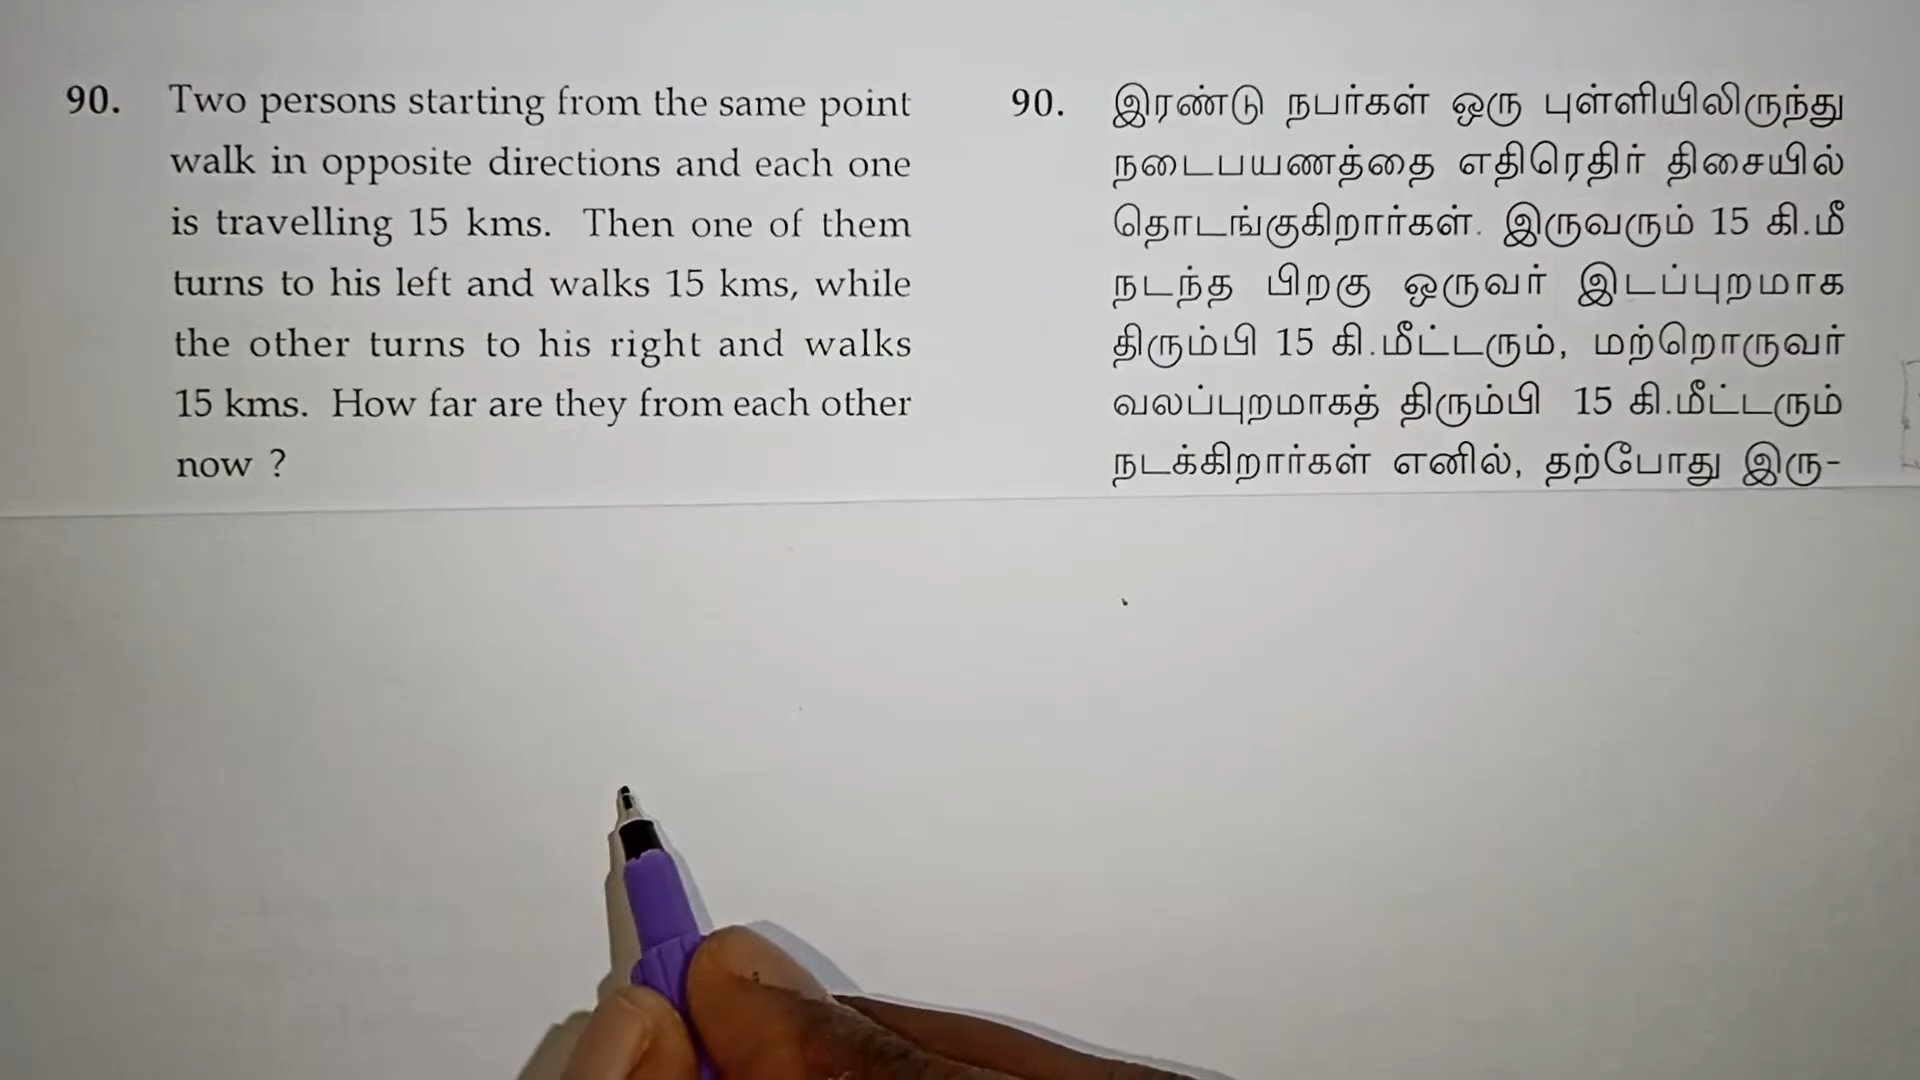 90. Two persons starting from the same point
walk in opposite directions and each one
is travelling 15 kms. Then one of them
turns to his left and walks 15 kms, while
the other turns to his right and walks
15 kms. How far are they from each other
now ?
90. இரண்டு நபர்கள் ஒரு புள்ளியிலிருந்து
நடைபயணத்தை எதிரெதிர் திசையில்
தொடங்குகிறார்கள். இருவரும் 15 கி.மீ
நடந்த பிறகு ஒருவர் இடப்புறமாக
திரும்பி 15 கி.மீட்டரும், மற்றொருவர்
வலப்புறமாகத் திரும்பி 15 கி.மீட்டரும்
நடக்கிறார்கள் எனில், தற்போது இரு-